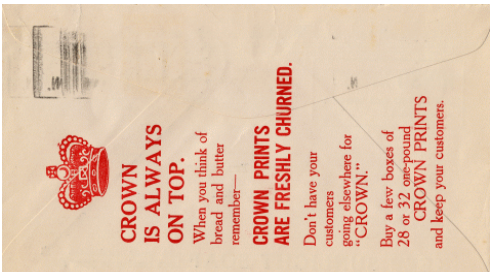 CROWN
IS ALWAYS
ON TOP.
When you think of
bread and butter
remember—
CROWN PRINTS
ARE FRESHLY CHURNED.
Don't have your
customers
going elsewhere for
"CROWN."
Buy a few boxes of
28 or 32 one-pound
CROWN PRINTS
and keep your customers.